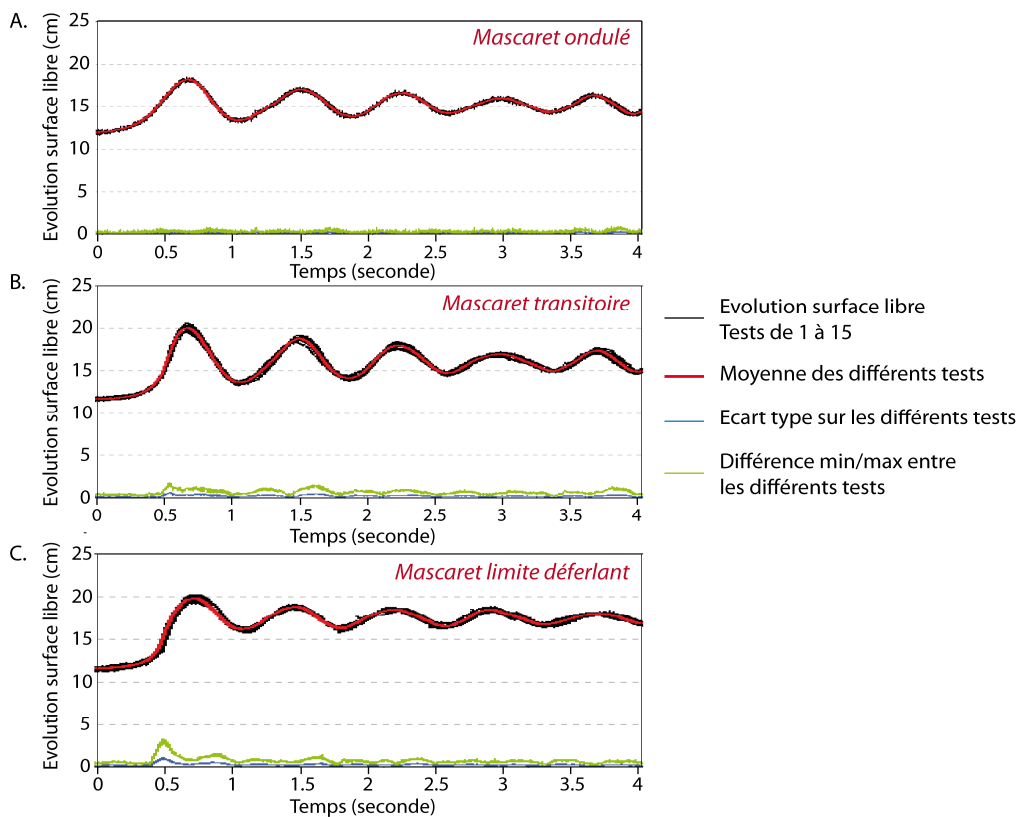 A.
Evolution surface libre (cm)
25
20
15
10
5
0
Mascaret ondulé
0 0.5 1 1.5 2 2.5 3 3.5 4
Temps (seconde)
B.
Evolution surface libre (cm)
25
20
15
10
5
0
Mascaret transitoire
0 0.5 1 1.5 2 2.5 3 3.5 4
Temps (seconde)
Evolution surface libre
Tests de 1 à 15
Moyenne des différents tests
Ecart type sur les différents tests
Différence min/max entre
les différents tests
C.
Evolution surface libre (cm)
25
20
15
10
5
0
Mascaret limite déferlant
0 0.5 1 1.5 2 2.5 3 3.5 4
Temps (seconde)